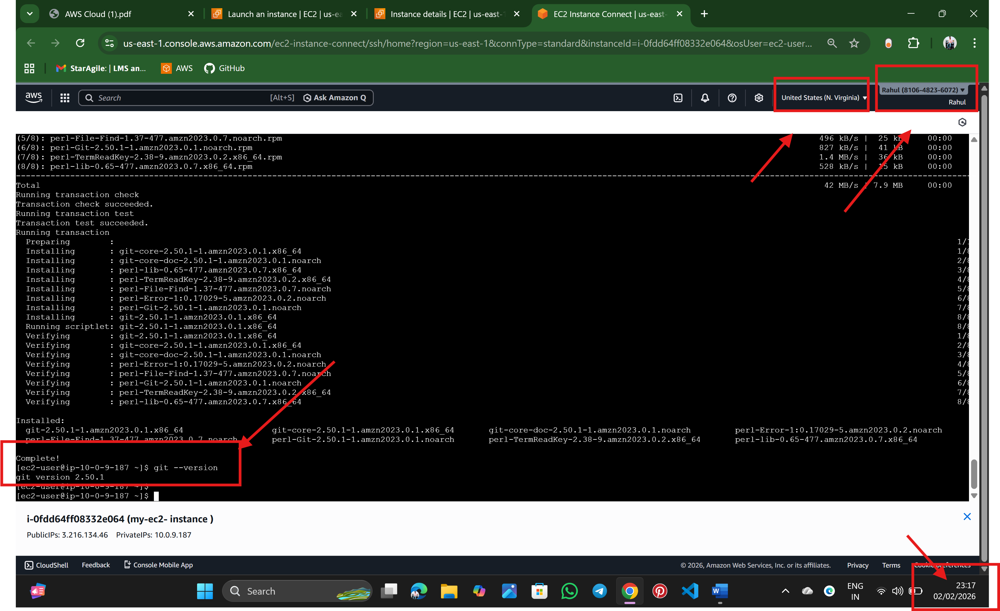 AWS Cloud (1).pdf
Launch an instance | EC2 | us-ea
Instance details | EC2 | us-east-1
EC2 Instance Connect | us-east-
us-east-1.console.aws.amazon.com/ec2-instance-connect/ssh/home?region=us-east-1&connType=standard&instanceId=i-0fdd64ff08332e064&osUser=ec2-user...
StarAgile: | LMS an...
AWS
GitHub
aws
Search
[Alt+S]
Ask Amazon Q
United States (N. Virginia)
Rahul (8106-4823-6072)
Rahul
(5/8): perl-File-Find-1.37-477.amzn2023.0.7.noarch.rpm 496 kB/s | 25 kB 00:00
(6/8): perl-Git-2.50.1-1.amzn2023.0.1.noarch.rpm 827 kB/s | 41 kB 00:00
(7/8): perl-TermReadKey-2.38-9.amzn2023.0.2.x86_64.rpm 1.4 MB/s | 36 kB 00:00
(8/8): perl-lib-0.65-477.amzn2023.0.7.x86_64.rpm 528 kB/s | 15 kB 00:00
Total 42 MB/s | 7.9 MB 00:00
Running transaction check
Transaction check succeeded.
Running transaction test
Transaction test succeeded.
Running transaction
Preparing : 1/1
Installing : git-core-2.50.1-1.amzn2023.0.1.x86_64 1/8
Installing : git-core-doc-2.50.1-1.amzn2023.0.1.noarch 2/8
Installing : perl-lib-0.65-477.amzn2023.0.7.x86_64 3/8
Installing : perl-TermReadKey-2.38-9.amzn2023.0.2.x86_64 4/8
Installing : perl-File-Find-1.37-477.amzn2023.0.7.noarch 5/8
Installing : perl-Error-1:0.17029-5.amzn2023.0.2.noarch 6/8
Installing : perl-Git-2.50.1-1.amzn2023.0.1.noarch 7/8
Installing : git-2.50.1-1.amzn2023.0.1.x86_64 8/8
Running scriptlet: git-2.50.1-1.amzn2023.0.1.x86_64 8/8
Verifying : git-2.50.1-1.amzn2023.0.1.x86_64 1/8
Verifying : git-core-2.50.1-1.amzn2023.0.1.x86_64 2/8
Verifying : git-core-doc-2.50.1-1.amzn2023.0.1.noarch 3/8
Verifying : perl-Error-1:0.17029-5.amzn2023.0.2.noarch 4/8
Verifying : perl-File-Find-1.37-477.amzn2023.0.7.noarch 5/8
Verifying : perl-Git-2.50.1-1.amzn2023.0.1.noarch 6/8
Verifying : perl-TermReadKey-2.38-9.amzn2023.0.2.x86_64 7/8
Verifying : perl-lib-0.65-477.amzn2023.0.7.x86_64 8/8
Installed:
git-2.50.1-1.amzn2023.0.1.x86_64 git-core-2.50.1-1.amzn2023.0.1.x86_64 git-core-doc-2.50.1-1.amzn2023.0.1.noarch perl-Error-1:0.17029-5.amzn2023.0.2.noarch
perl-File-Find-1.37-477.amzn2023.0.7.noarch perl-Git-2.50.1-1.amzn2023.0.1.noarch perl-TermReadKey-2.38-9.amzn2023.0.2.x86_64 perl-lib-0.65-477.amzn2023.0.7.x86_64
Complete!
[ec2-user@ip-10-0-9-187 ~]$ git --version
git version 2.50.1
[ec2-user@ip-10-0-9-187 ~]$
[ec2-user@ip-10-0-9-187 ~]$
i-0fdd64ff08332e064 (my-ec2- instance )
PublicIPs: 3.216.134.46 PrivateIPs: 10.0.9.187
CloudShell
Feedback
Console Mobile App
© 2026, Amazon Web Services, Inc. or its affiliates.
Privacy
Terms
Cookie preferences
Search
ENG
IN
23:17
02/02/2026